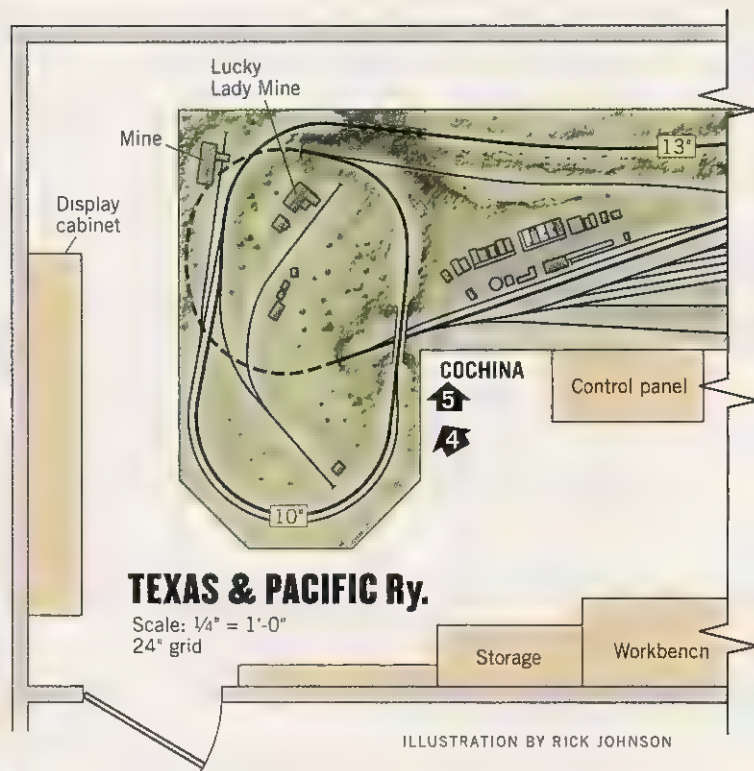 Lucky
Lady Mine
Mine
13"
Display
cabinet
COCHINA
5
4
Control panel
10"
TEXAS & PACIFIC Ry.
Scale: 1/4" = 1'-0"
24" grid
Storage
Workbench
ILLUSTRATION BY RICK JOHNSON